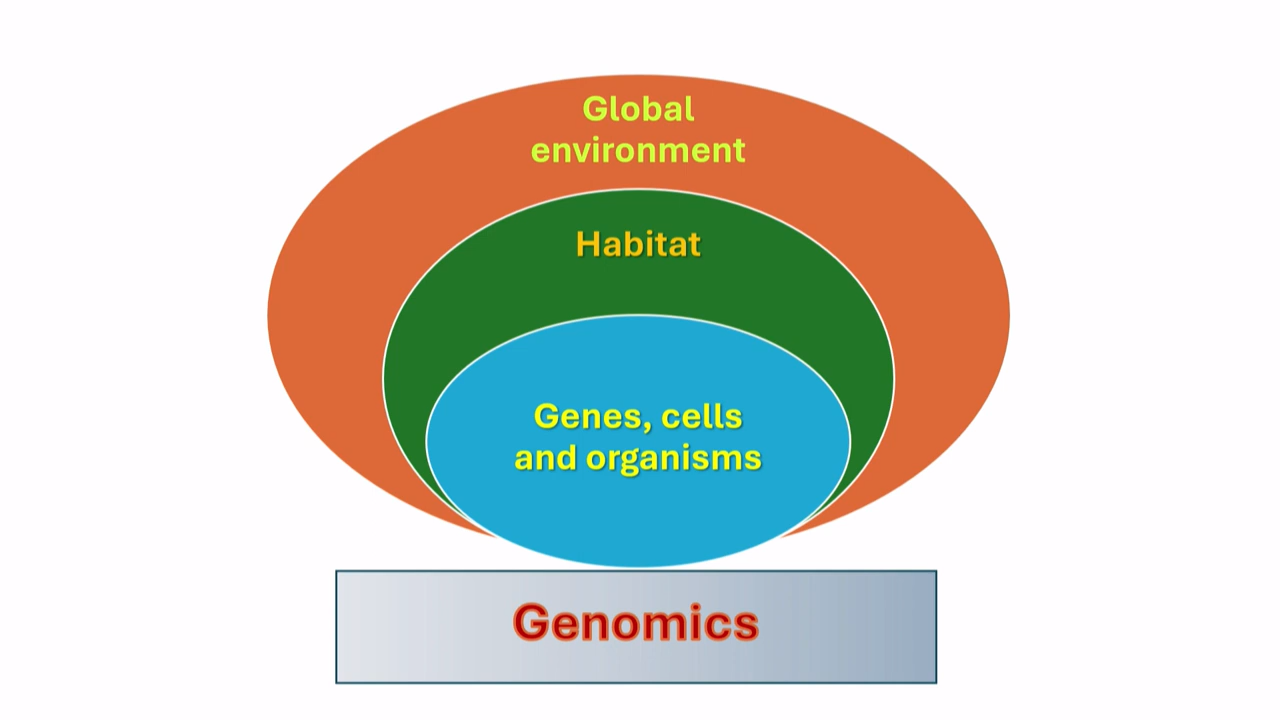 Global
environment
Habitat
Genes, cells
and organisms
Genomics